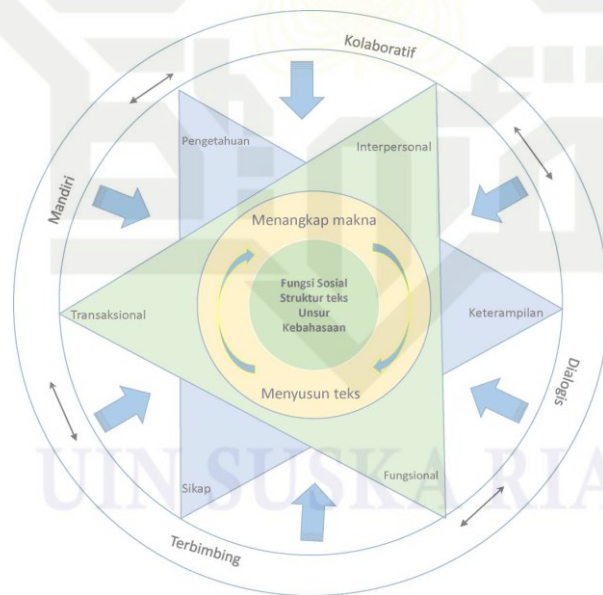 Kolaboratif
Pengetahuan
Interpersonal
Mandiri
Menangkap makna
Fungsi Sosial
Struktur teks
Unsur
Kebahasaan
Transaksional
Keterampilan
Menyusun teks
Dialogis
Sikap
Fungsional
UIN SUSKA RIA
Terbimbing